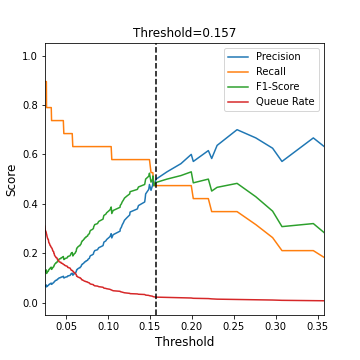 Threshold=0.157
1.0
0.8
0.6
0.4
0.2
0.0
Score
Precision
Recall
F1-Score
Queue Rate
0.05 0.10 0.15 0.20 0.25 0.30 0.35
Threshold